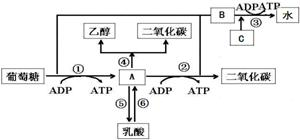 B ADP ATP 水
③
乙醇 二氧化碳 C
④
葡萄糖 ① A ② 二氧化碳
ADP ATP ADP ATP
⑤ ⑥
乳酸